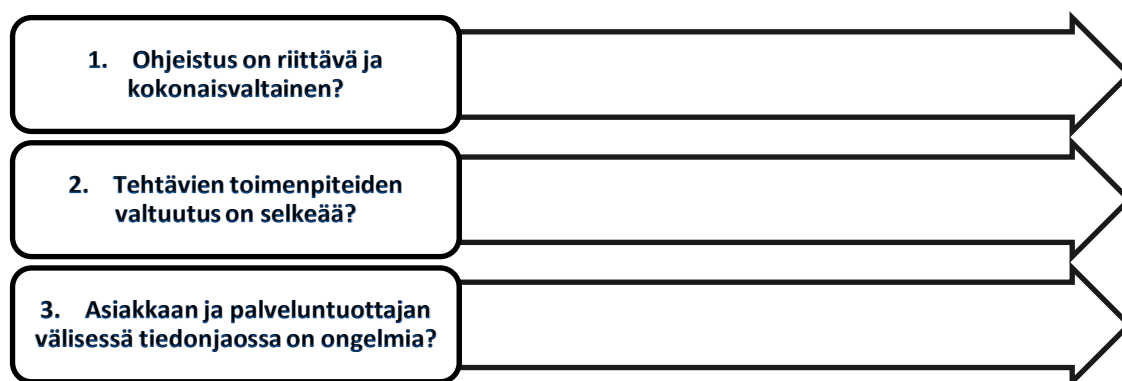 1. Ohjeistus on riittävä ja
kokonaisvaltainen?
2. Tehtävien toimenpiteiden
valtuutus on selkeää?
3. Asiakkaan ja palveluntuottajan
välisessä tiedonjaossa on ongelmia?